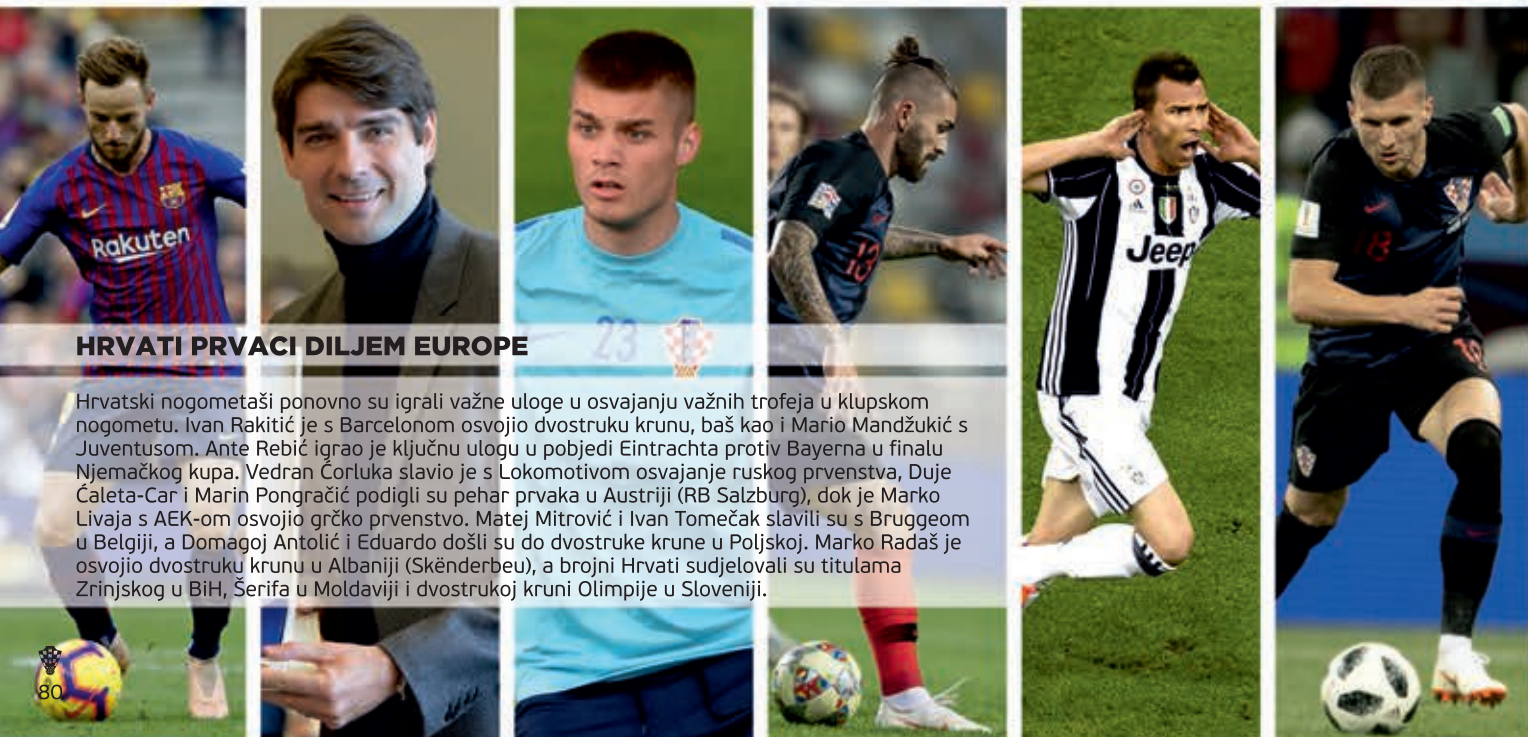 Rakuten
23
13
Jeep
18
18
HRVATI PRVACI DILJEM EUROPE
Hrvatski nogometaši ponovno su igrali važne uloge u osvajanju važnih trofeja u klupskom
nogometu. Ivan Rakitić je s Barcelonom osvojio dvostruku krunu, baš kao i Mario Mandžukić s
Juventusom. Ante Rebić igrao je ključnu ulogu u pobjedi Eintrachta protiv Bayerna u finalu
Njemačkog kupa. Vedran Ćorluka slavio je s Lokomotivom osvajanje ruskog prvenstva, Duje
Ćaleta-Car i Marin Pongračić podigli su pehar prvaka u Austriji (RB Salzburg), dok je Marko
Livaja s AEK-om osvojio grčko prvenstvo. Matej Mitrović i Ivan Tomečak slavili su s Bruggeom
u Belgiji, a Domagoj Antolić i Eduardo došli su do dvostruke krune u Poljskoj. Marko Radaš je
osvojio dvostruku krunu u Albaniji (Skënderbeu), a brojni Hrvati sudjelovali su titulama
Zrinjskog u BiH, Šerifa u Moldaviji i dvostrukoj kruni Olimpije u Sloveniji.
80